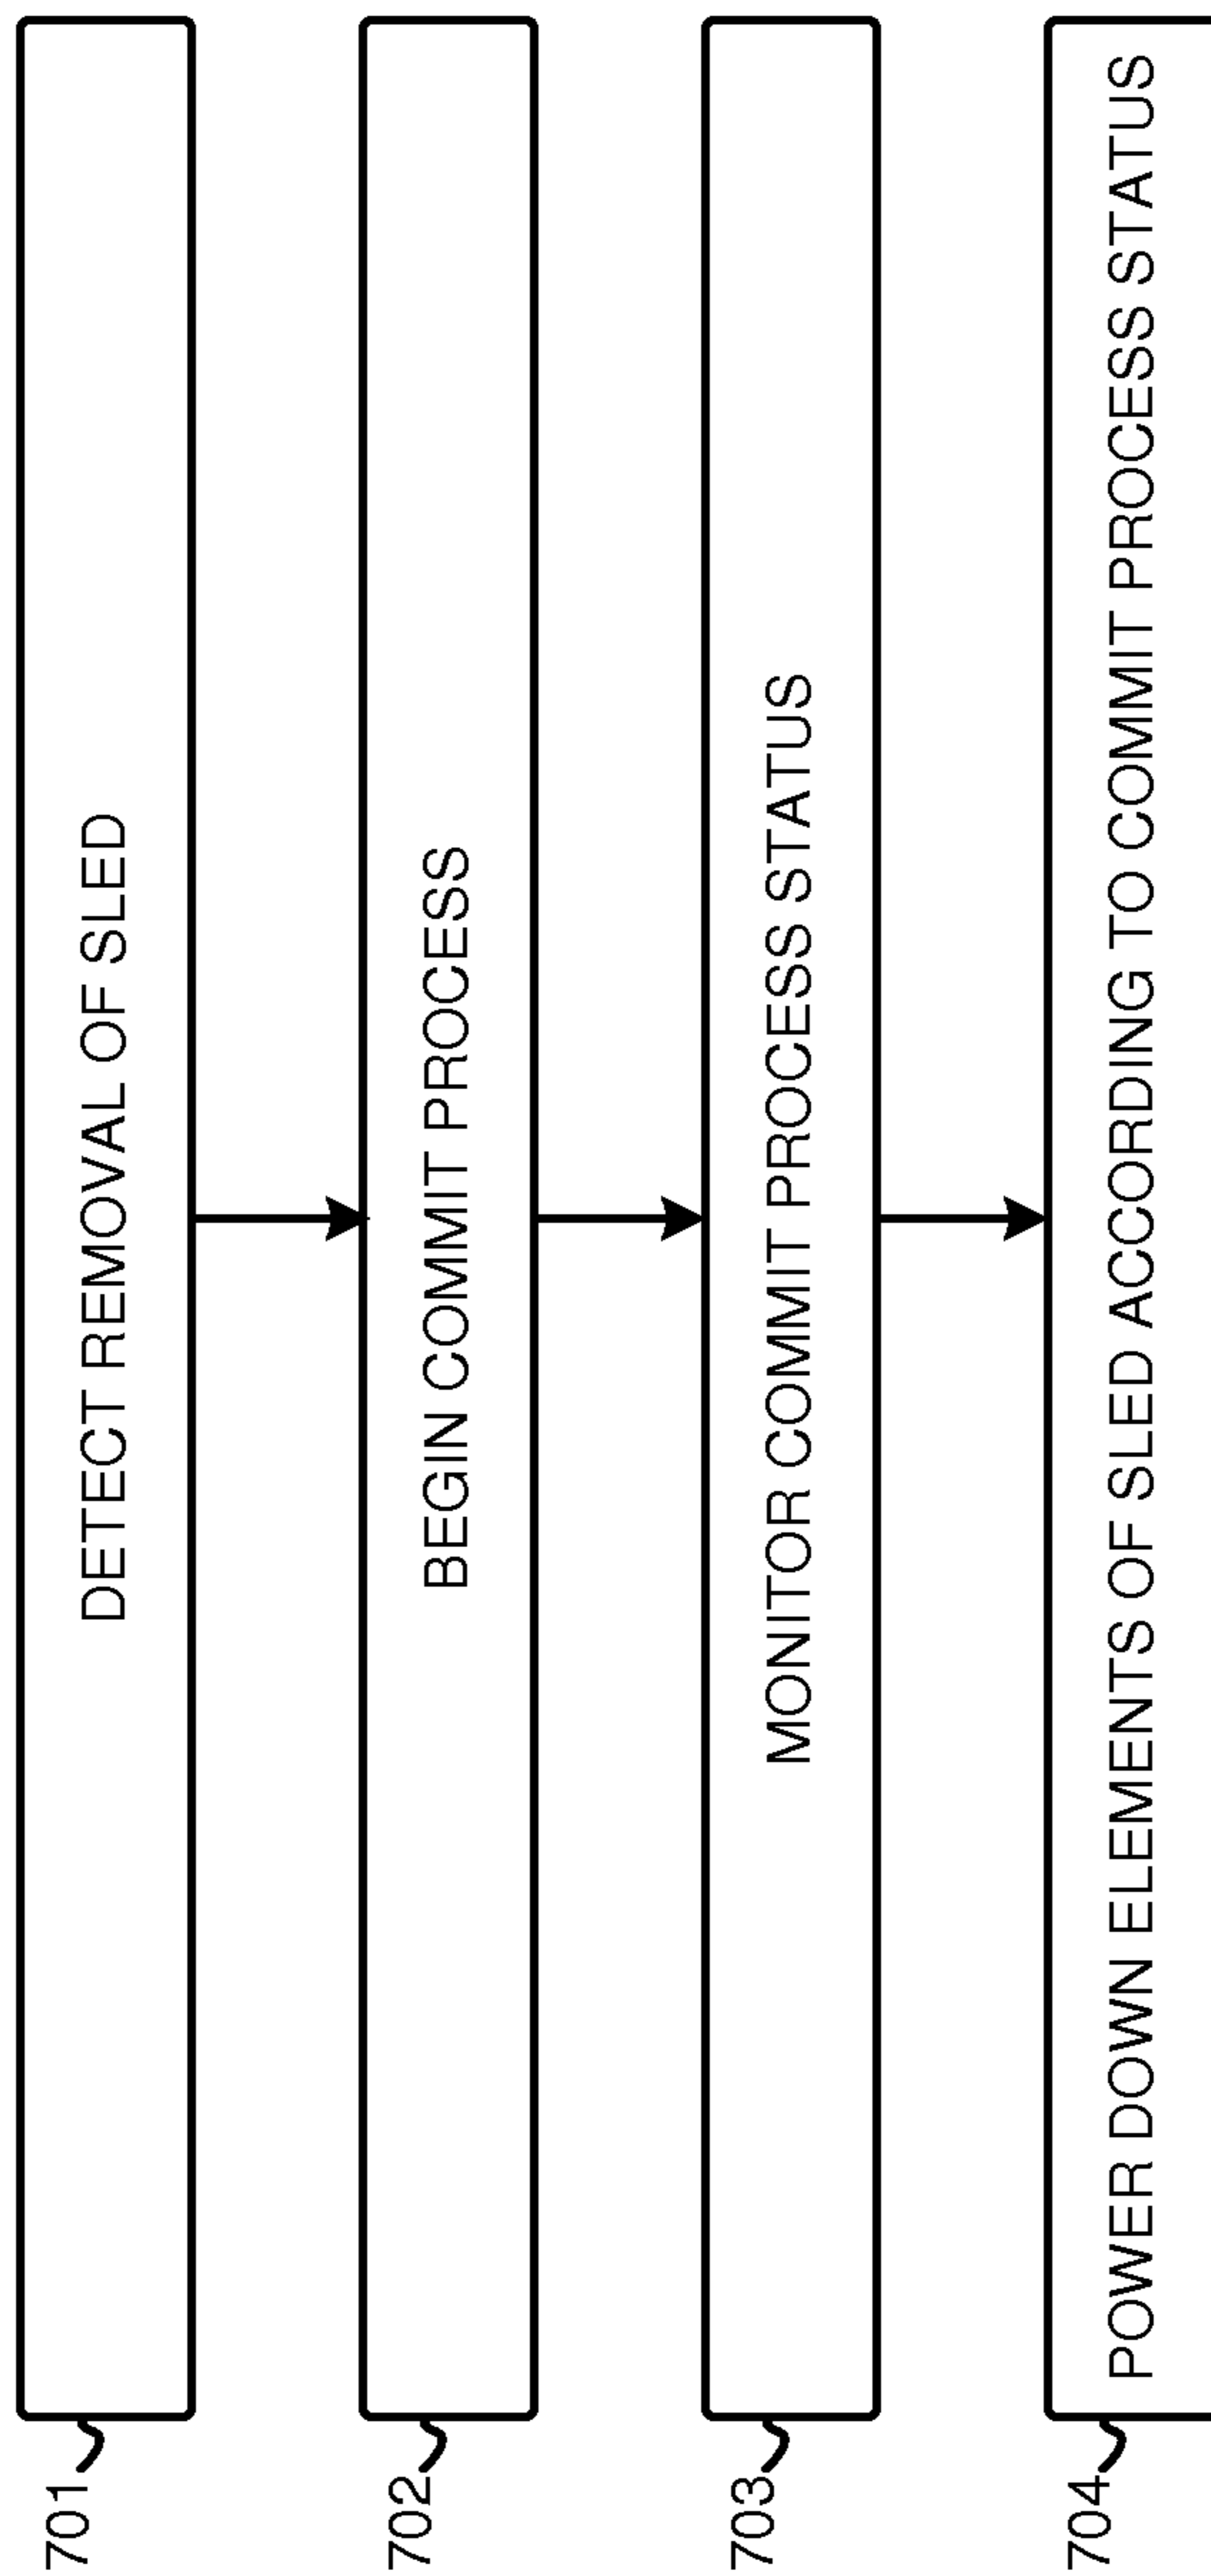 701
DETECT REMOVAL OF SLED
702
BEGIN COMMIT PROCESS
703
MONITOR COMMIT PROCESS STATUS
704
POWER DOWN ELEMENTS OF SLED ACCORDING TO COMMIT PROCESS STATUS